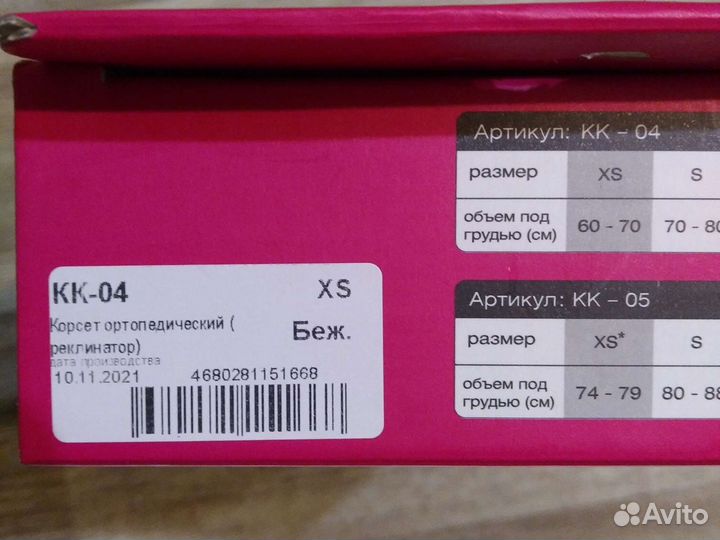 Артикул: КК – 04
размер XS S
объем под
грудью (см) 60 - 70 70 - 80
КК-04 XS
Корсет ортопедический (
реклинатор) Беж.
дата производства
10.11.2021 4680281151668
Артикул: КК – 05
размер XS* S
объем под
грудью (см) 74 - 79 80 - 88
Avito